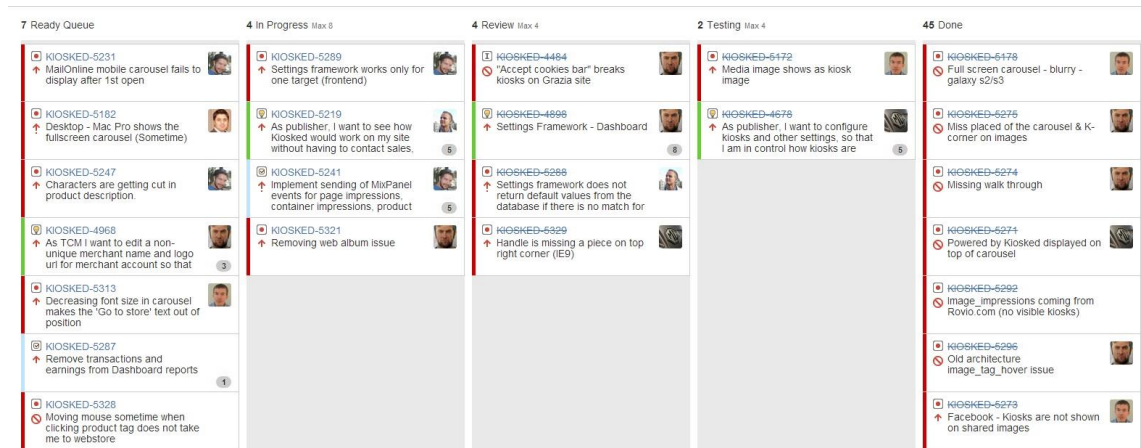 7 Ready Queue
KIOSKED-5231
MailOnline mobile carousel fails to
display after 1st open
KIOSKED-5182
Desktop - Mac Pro shows the
fullscreen carousel (Sometime)
KIOSKED-5247
Characters are getting cut in
product description.
KIOSKED-4968
As TCM I want to edit a non-
unique merchant name and logo
url for merchant account so that
3
KIOSKED-5313
Decreasing font size in carousel
makes the 'Go to store' text out of
position
KIOSKED-5287
Remove transactions and
earnings from Dashboard reports
1
KIOSKED-5328
Moving mouse sometime when
clicking product tag does not take
me to webstore
4 In Progress Max 8
KIOSKED-5289
Settings framework works only for
one target (frontend)
KIOSKED-5219
As publisher, I want to see how
Kiosked would work on my site
without having to contact sales,
5
KIOSKED-5241
Implement sending of MixPanel
events for page impressions,
container impressions, product
5
KIOSKED-5321
Removing web album issue
4 Review Max 4
KIOSKED-4484
"Accept cookies bar" breaks
kiosks on Grazia site
KIOSKED-4898
Settings Framework - Dashboard
8
KIOSKED-5288
Settings framework does not
return default values from the
database if there is no match for
KIOSKED-5329
Handle is missing a piece on top
right corner (IE9)
2 Testing Max 4
KIOSKED-5172
Media image shows as kiosk
image
KIOSKED-4678
As publisher, I want to configure
kiosks and other settings, so that
I am in control how kiosks are
5
45 Done
KIOSKED-5178
Full screen carousel - blurry -
galaxy s2/s3
KIOSKED-5275
Miss placed of the carousel & K-
corner on images
KIOSKED-5274
Missing walk through
KIOSKED-5271
Powered by Kiosked displayed on
top of carousel
KIOSKED-5292
Image_impressions coming from
Rovio.com (no visible kiosks)
KIOSKED-5296
Old architecture
image_tag_hover issue
KIOSKED-5273
Facebook - Kiosks are not shown
on shared images